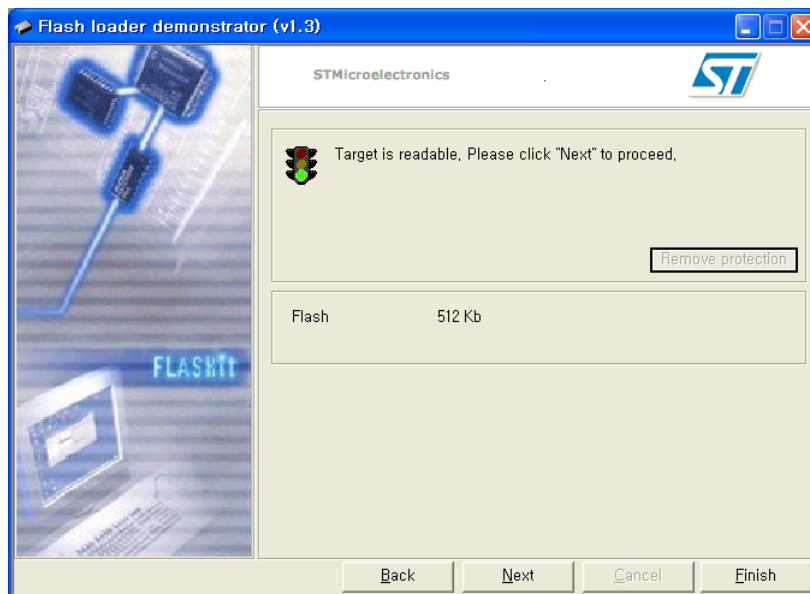 Flash loader demonstrator (v1.3)
STMicroelectronics
ST
Target is readable, Please click "Next" to proceed,
Remove protection
Flash 512 Kb
FLASHit
Back Next Cancel Finish